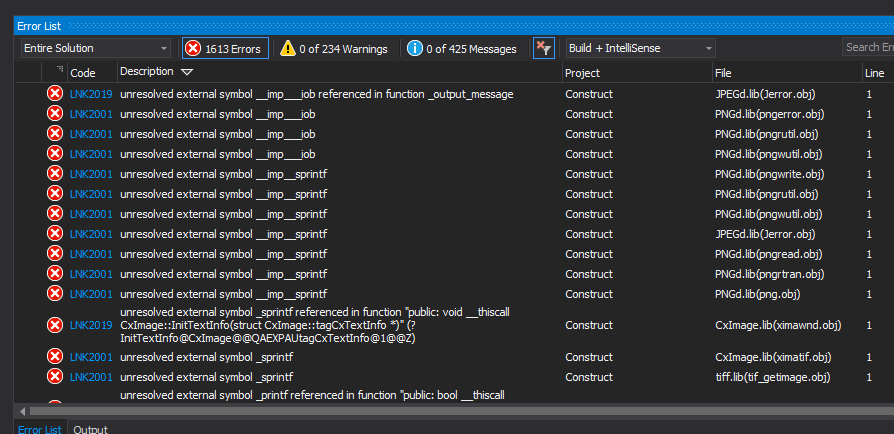 Error List
Entire Solution 1613 Errors 0 of 234 Warnings 0 of 425 Messages Build + IntelliSense Search Err
Code Description Project File Line
LNK2019 unresolved external symbol __imp___iob referenced in function _output_message Construct JPEGd.lib(Jerror.obj) 1
LNK2001 unresolved external symbol __imp___iob Construct PNGd.lib(pngerror.obj) 1
LNK2001 unresolved external symbol __imp___iob Construct PNGd.lib(pngrutil.obj) 1
LNK2001 unresolved external symbol __imp___iob Construct PNGd.lib(pngwutil.obj) 1
LNK2001 unresolved external symbol __imp__sprintf Construct PNGd.lib(pngwrite.obj) 1
LNK2001 unresolved external symbol __imp__sprintf Construct PNGd.lib(pngrutil.obj) 1
LNK2001 unresolved external symbol __imp__sprintf Construct PNGd.lib(pngwutil.obj) 1
LNK2001 unresolved external symbol __imp__sprintf Construct JPEGd.lib(Jerror.obj) 1
LNK2001 unresolved external symbol __imp__sprintf Construct PNGd.lib(pngread.obj) 1
LNK2001 unresolved external symbol __imp__sprintf Construct PNGd.lib(pngrtran.obj) 1
LNK2001 unresolved external symbol __imp__sprintf Construct PNGd.lib(png.obj) 1
unresolved external symbol _sprintf referenced in function "public: void __thiscall
LNK2019 CxImage::InitTextInfo(struct CxImage::tagCxTextInfo *)" (? Construct CxImage.lib(ximawnd.obj) 1
InitTextInfo@CxImage@@QAEXPAUtagCxTextInfo@1@@Z)
LNK2001 unresolved external symbol _sprintf Construct CxImage.lib(ximatif.obj) 1
LNK2001 unresolved external symbol _sprintf Construct tiff.lib(tif_getimage.obj) 1
unresolved external symbol _printf referenced in function "public: bool __thiscall
Error List Output